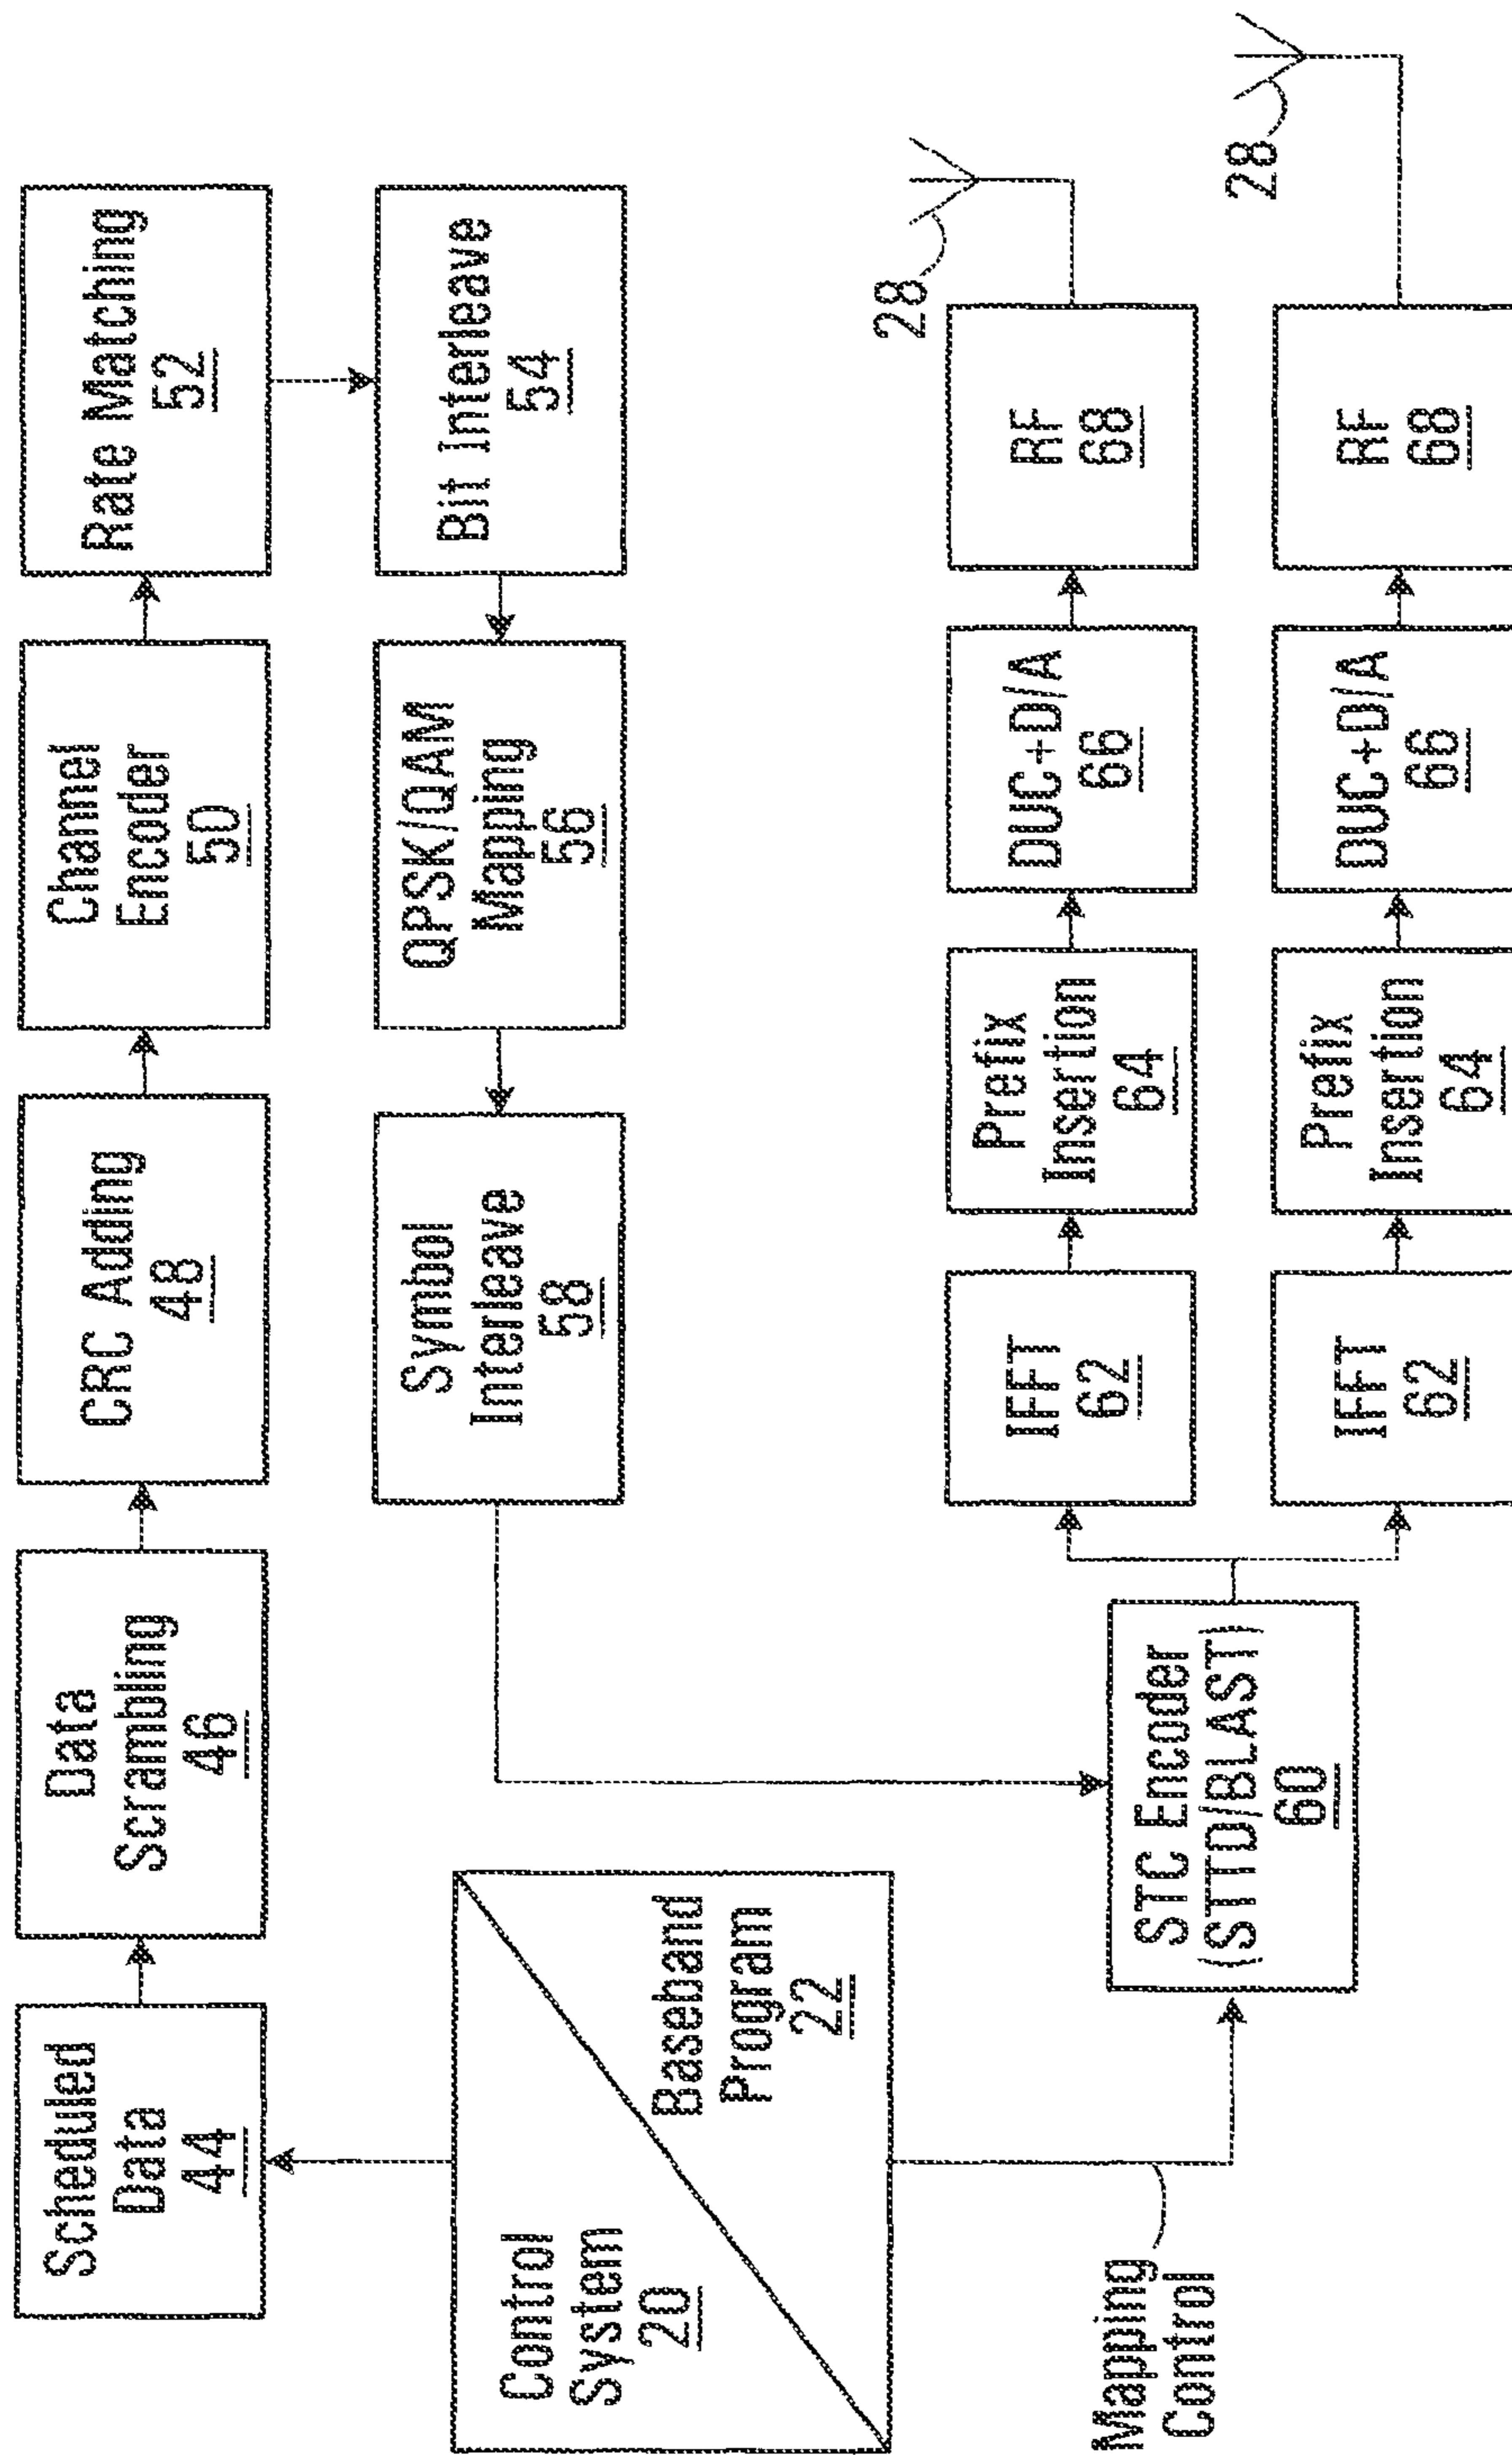 Scheduled
Data
44
Data
Scrambling
46
CRC Adding
48
Channel
Encoder
50
Rate Matching
52
Control
System
20
Baseband
Program
22
Symbol
Interleave
58
QPSK/QAM
Mapping
56
Bit Interleave
54
Mapping
Control
STC Encoder
(STTD/BLAST)
60
IFFT
62
Prefix
Insertion
64
DUC+D/A
66
RF
68
28
IFFT
62
Prefix
Insertion
64
DUC+D/A
66
RF
68
28